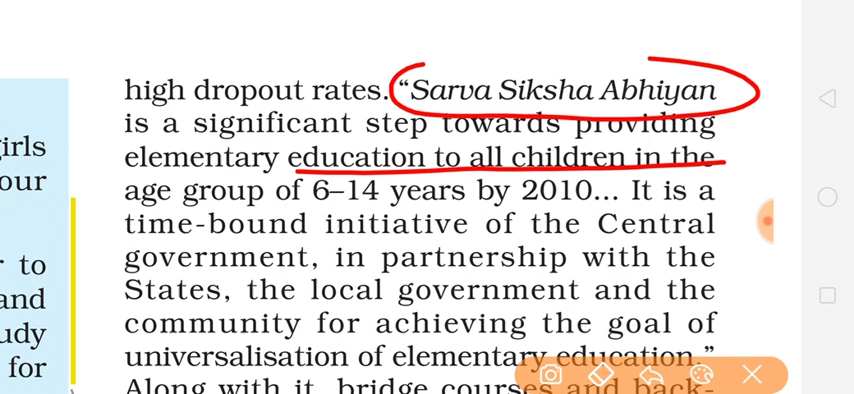 high dropout rates. “Sarva Siksha Abhiyan
is a significant step towards providing
elementary education to all children in the
age group of 6–14 years by 2010... It is a
time-bound initiative of the Central
government, in partnership with the
States, the local government and the
community for achieving the goal of
universalisation of elementary education.”
Along with it, bridge courses and back-
irls
our
to
and
udy
for